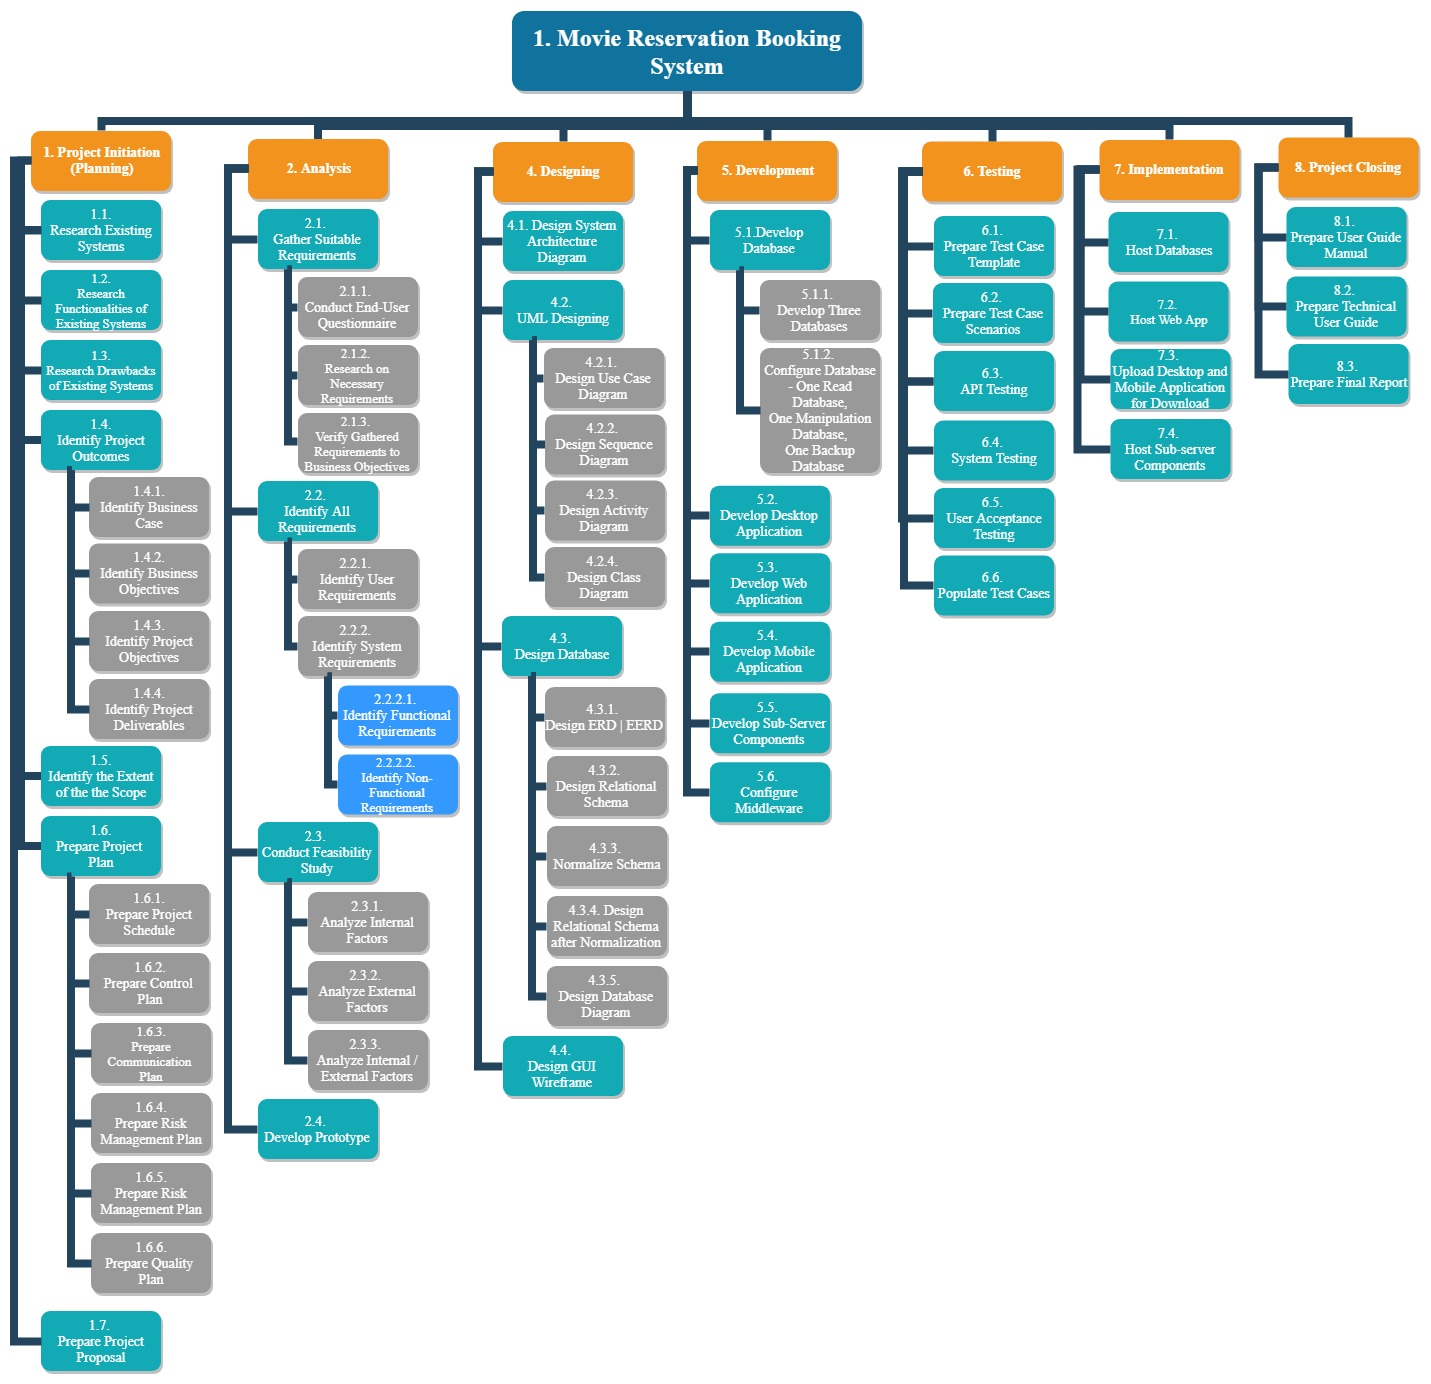 1. Movie Reservation Booking
System
1. Project Initiation
(Planning)
1.1.
Research Existing
Systems
1.2.
Research
Functionalities of
Existing Systems
1.3.
Research Drawbacks
of Existing Systems
1.4.
Identify Project
Outcomes
1.4.1.
Identify Business
Case
1.4.2.
Identify Business
Objectives
1.4.3.
Identify Project
Objectives
1.4.4.
Identify Project
Deliverables
1.5.
Identify the Extent
of the the Scope
1.6.
Prepare Project
Plan
1.6.1.
Prepare Project
Schedule
1.6.2.
Prepare Control
Plan
1.6.3.
Prepare
Communication
Plan
1.6.4.
Prepare Risk
Management Plan
1.6.5.
Prepare Risk
Management Plan
1.6.6.
Prepare Quality
Plan
1.7.
Prepare Project
Proposal
2. Analysis
2.1.
Gather Suitable
Requirements
2.1.1.
Conduct End-User
Questionnaire
2.1.2.
Research on
Necessary
Requirements
2.1.3.
Verify Gathered
Requirements to
Business Objectives
2.2.
Identify All
Requirements
2.2.1.
Identify User
Requirements
2.2.2.
Identify System
Requirements
2.2.2.1.
Identify Functional
Requirements
2.2.2.2.
Identify Non-
Functional
Requirements
2.3.
Conduct Feasibility
Study
2.3.1.
Analyze Internal
Factors
2.3.2.
Analyze External
Factors
2.3.3.
Analyze Internal /
External Factors
2.4.
Develop Prototype
4. Designing
4.1. Design System
Architecture
Diagram
4.2.
UML Designing
4.2.1.
Design Use Case
Diagram
4.2.2.
Design Sequence
Diagram
4.2.3.
Design Activity
Diagram
4.2.4.
Design Class
Diagram
4.3.
Design Database
4.3.1.
Design ERD | EERD
4.3.2.
Design Relational
Schema
4.3.3.
Normalize Schema
4.3.4. Design
Relational Schema
after Normalization
4.3.5.
Design Database
Diagram
4.4.
Design GUI
Wireframe
5. Development
5.1.Develop
Database
5.1.1.
Develop Three
Databases
5.1.2.
Configure Database
- One Read
Database,
One Manipulation
Database,
One Backup
Database
5.2.
Develop Desktop
Application
5.3.
Develop Web
Application
5.4.
Develop Mobile
Application
5.5.
Develop Sub-Server
Components
5.6.
Configure
Middleware
6. Testing
6.1.
Prepare Test Case
Template
6.2.
Prepare Test Case
Scenarios
6.3.
API Testing
6.4.
System Testing
6.5.
User Acceptance
Testing
6.6.
Populate Test Cases
7. Implementation
7.1.
Host Databases
7.2.
Host Web App
7.3.
Upload Desktop and
Mobile Application
for Download
7.4.
Host Sub-server
Components
8. Project Closing
8.1.
Prepare User Guide
Manual
8.2.
Prepare Technical
User Guide
8.3.
Prepare Final Report